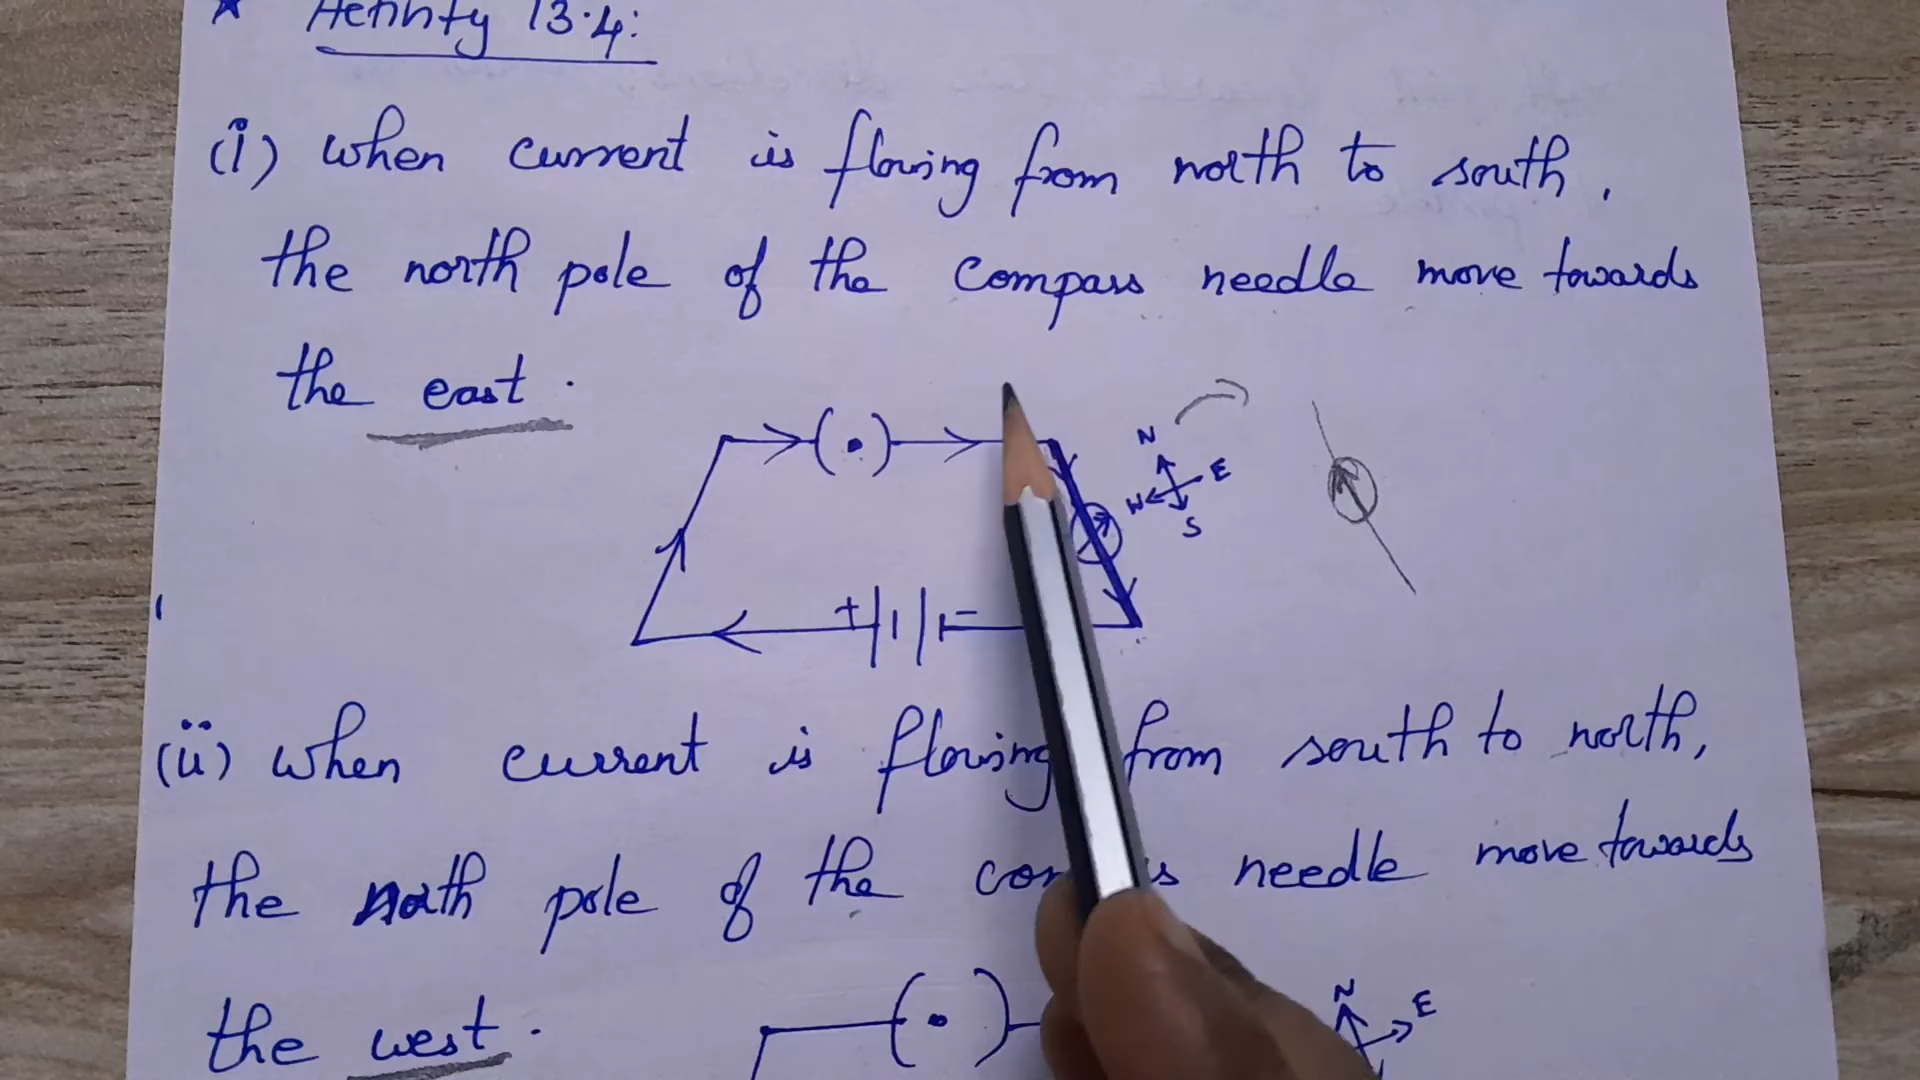 * Activity 13.4:
(i) when current is flowing from north to south,
the north pole of the compass needle move towards
the east.
N
E
W
S
+ -
(ii) when current is flowing from south to north,
the north pole of the needle move towards
the west.
N
E